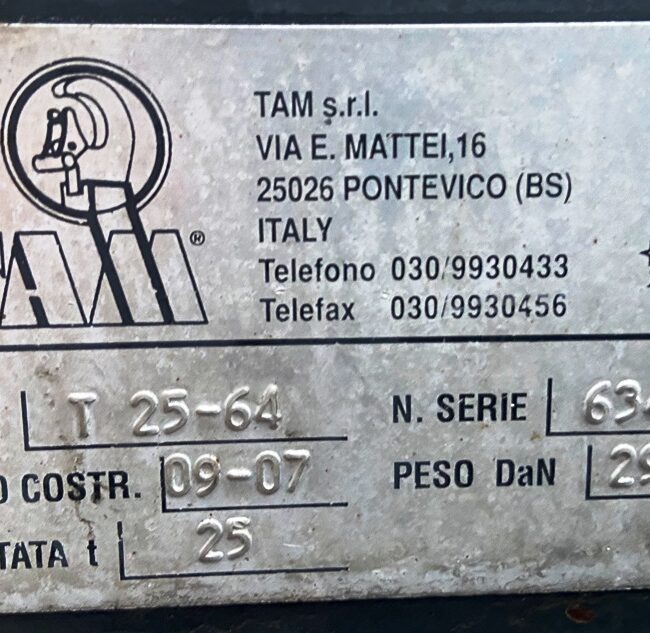 TAM s.r.l.
VIA E. MATTEI,16
25026 PONTEVICO (BS)
ITALY
Telefono 030/9930433
Telefax 030/9930456
TAM ®
T 25-64
N. SERIE
COSTR. 09-07
PESO DaN
t 25